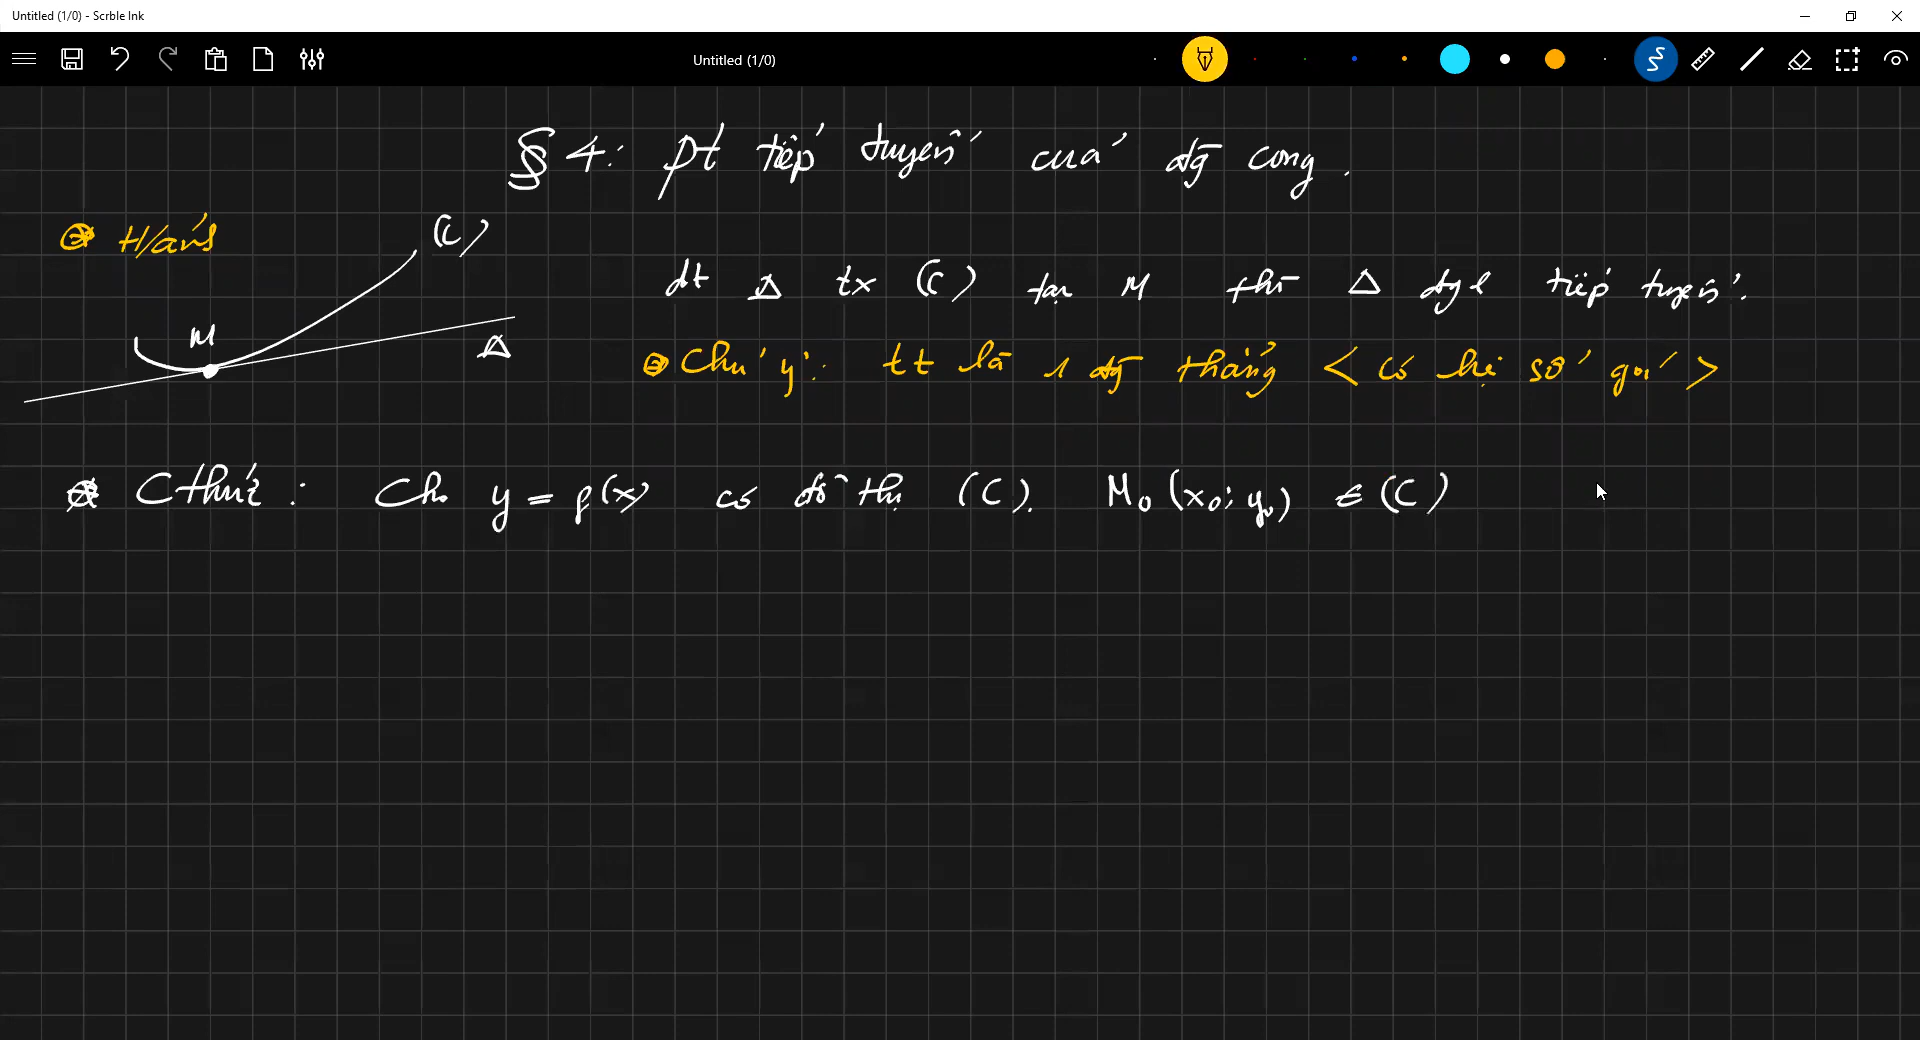 Untitled (1/0) - Scrble Ink
Untitled (1/0)
§ 4: pt tiếp tuyến của đg cong.
H/ảnh
(C)
M
Δ
đt Δ tx (C) tại M thì Δ đgl tiếp tuyến.
Chú ý: tt là 1 đg thẳng < có hệ số góc >
Cthức: Cho y = f(x) có đồ thị (C). M₀(x₀; y₀) ∈ (C)